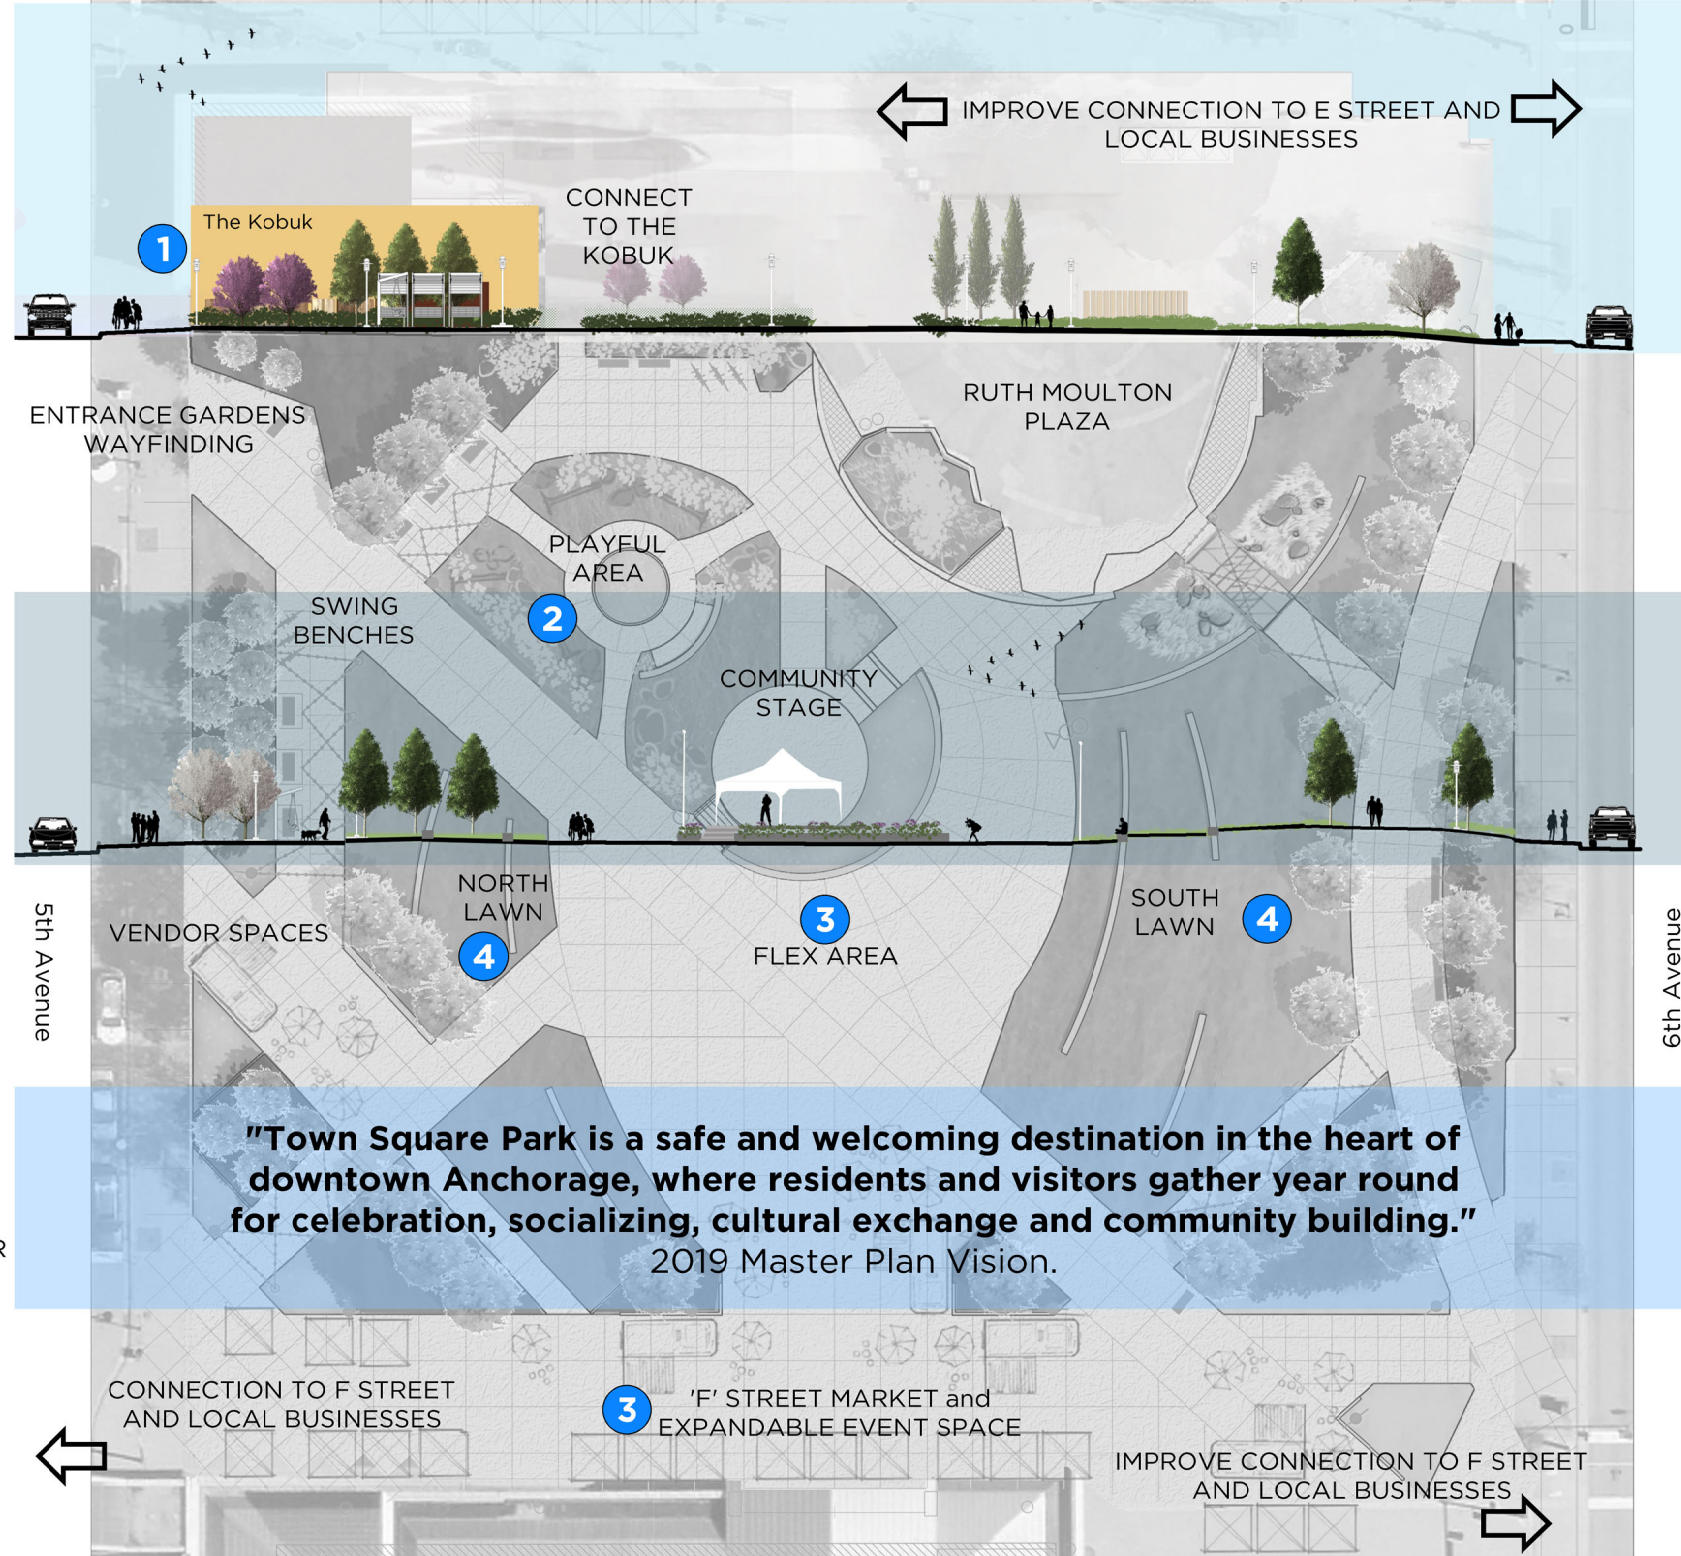 IMPROVE CONNECTION TO E STREET AND
LOCAL BUSINESSES
The Kobuk
1
CONNECT
TO THE
KOBUK
RUTH MOULTON
PLAZA
ENTRANCE GARDENS
WAYFINDING
PLAYFUL
AREA
2
SWING
BENCHES
COMMUNITY
STAGE
NORTH
LAWN
4
SOUTH
LAWN
4
3
FLEX AREA
VENDOR SPACES
5th Avenue
6th Avenue
"Town Square Park is a safe and welcoming destination in the heart of
downtown Anchorage, where residents and visitors gather year round
for celebration, socializing, cultural exchange and community building."
2019 Master Plan Vision.
R
CONNECTION TO F STREET
AND LOCAL BUSINESSES
3
'F' STREET MARKET and
EXPANDABLE EVENT SPACE
IMPROVE CONNECTION TO F STREET
AND LOCAL BUSINESSES